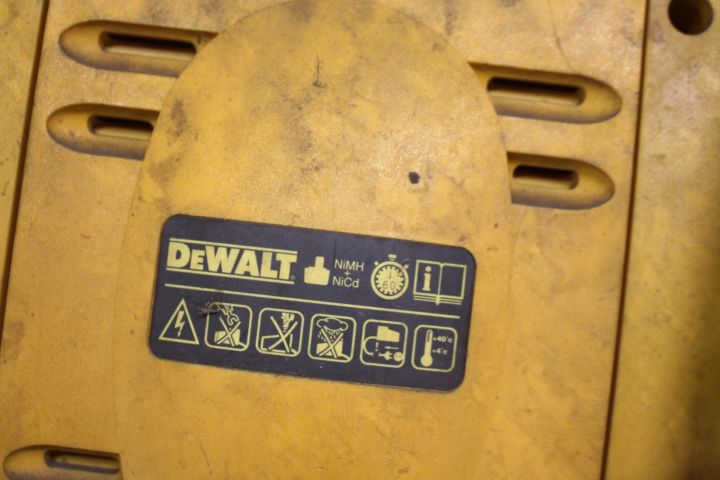 DEWALT
NiMH
+
NiCd
60
i
+40°c
+4°c